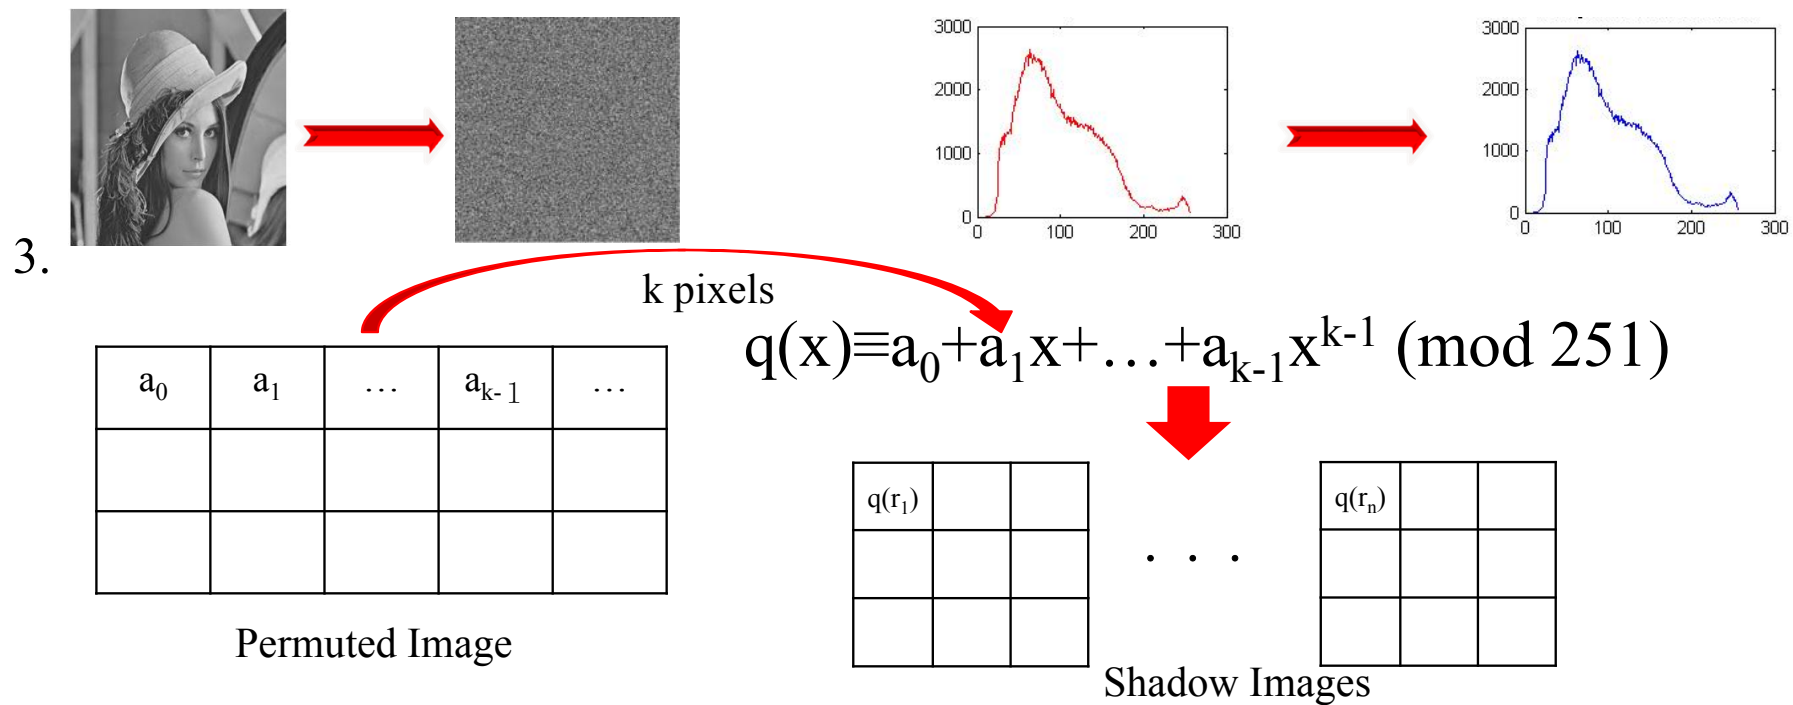 3000
2000
1000
0
0 100 200 300
3000
2000
1000
0
0 100 200 300
3.
k pixels
q(x)≡a₀+a₁x+…+aₖ₋₁xᵏ⁻¹ (mod 251)
a₀ a₁ … aₖ₋₁ …
q(r₁) . . . q(rₙ)
Permuted Image
Shadow Images